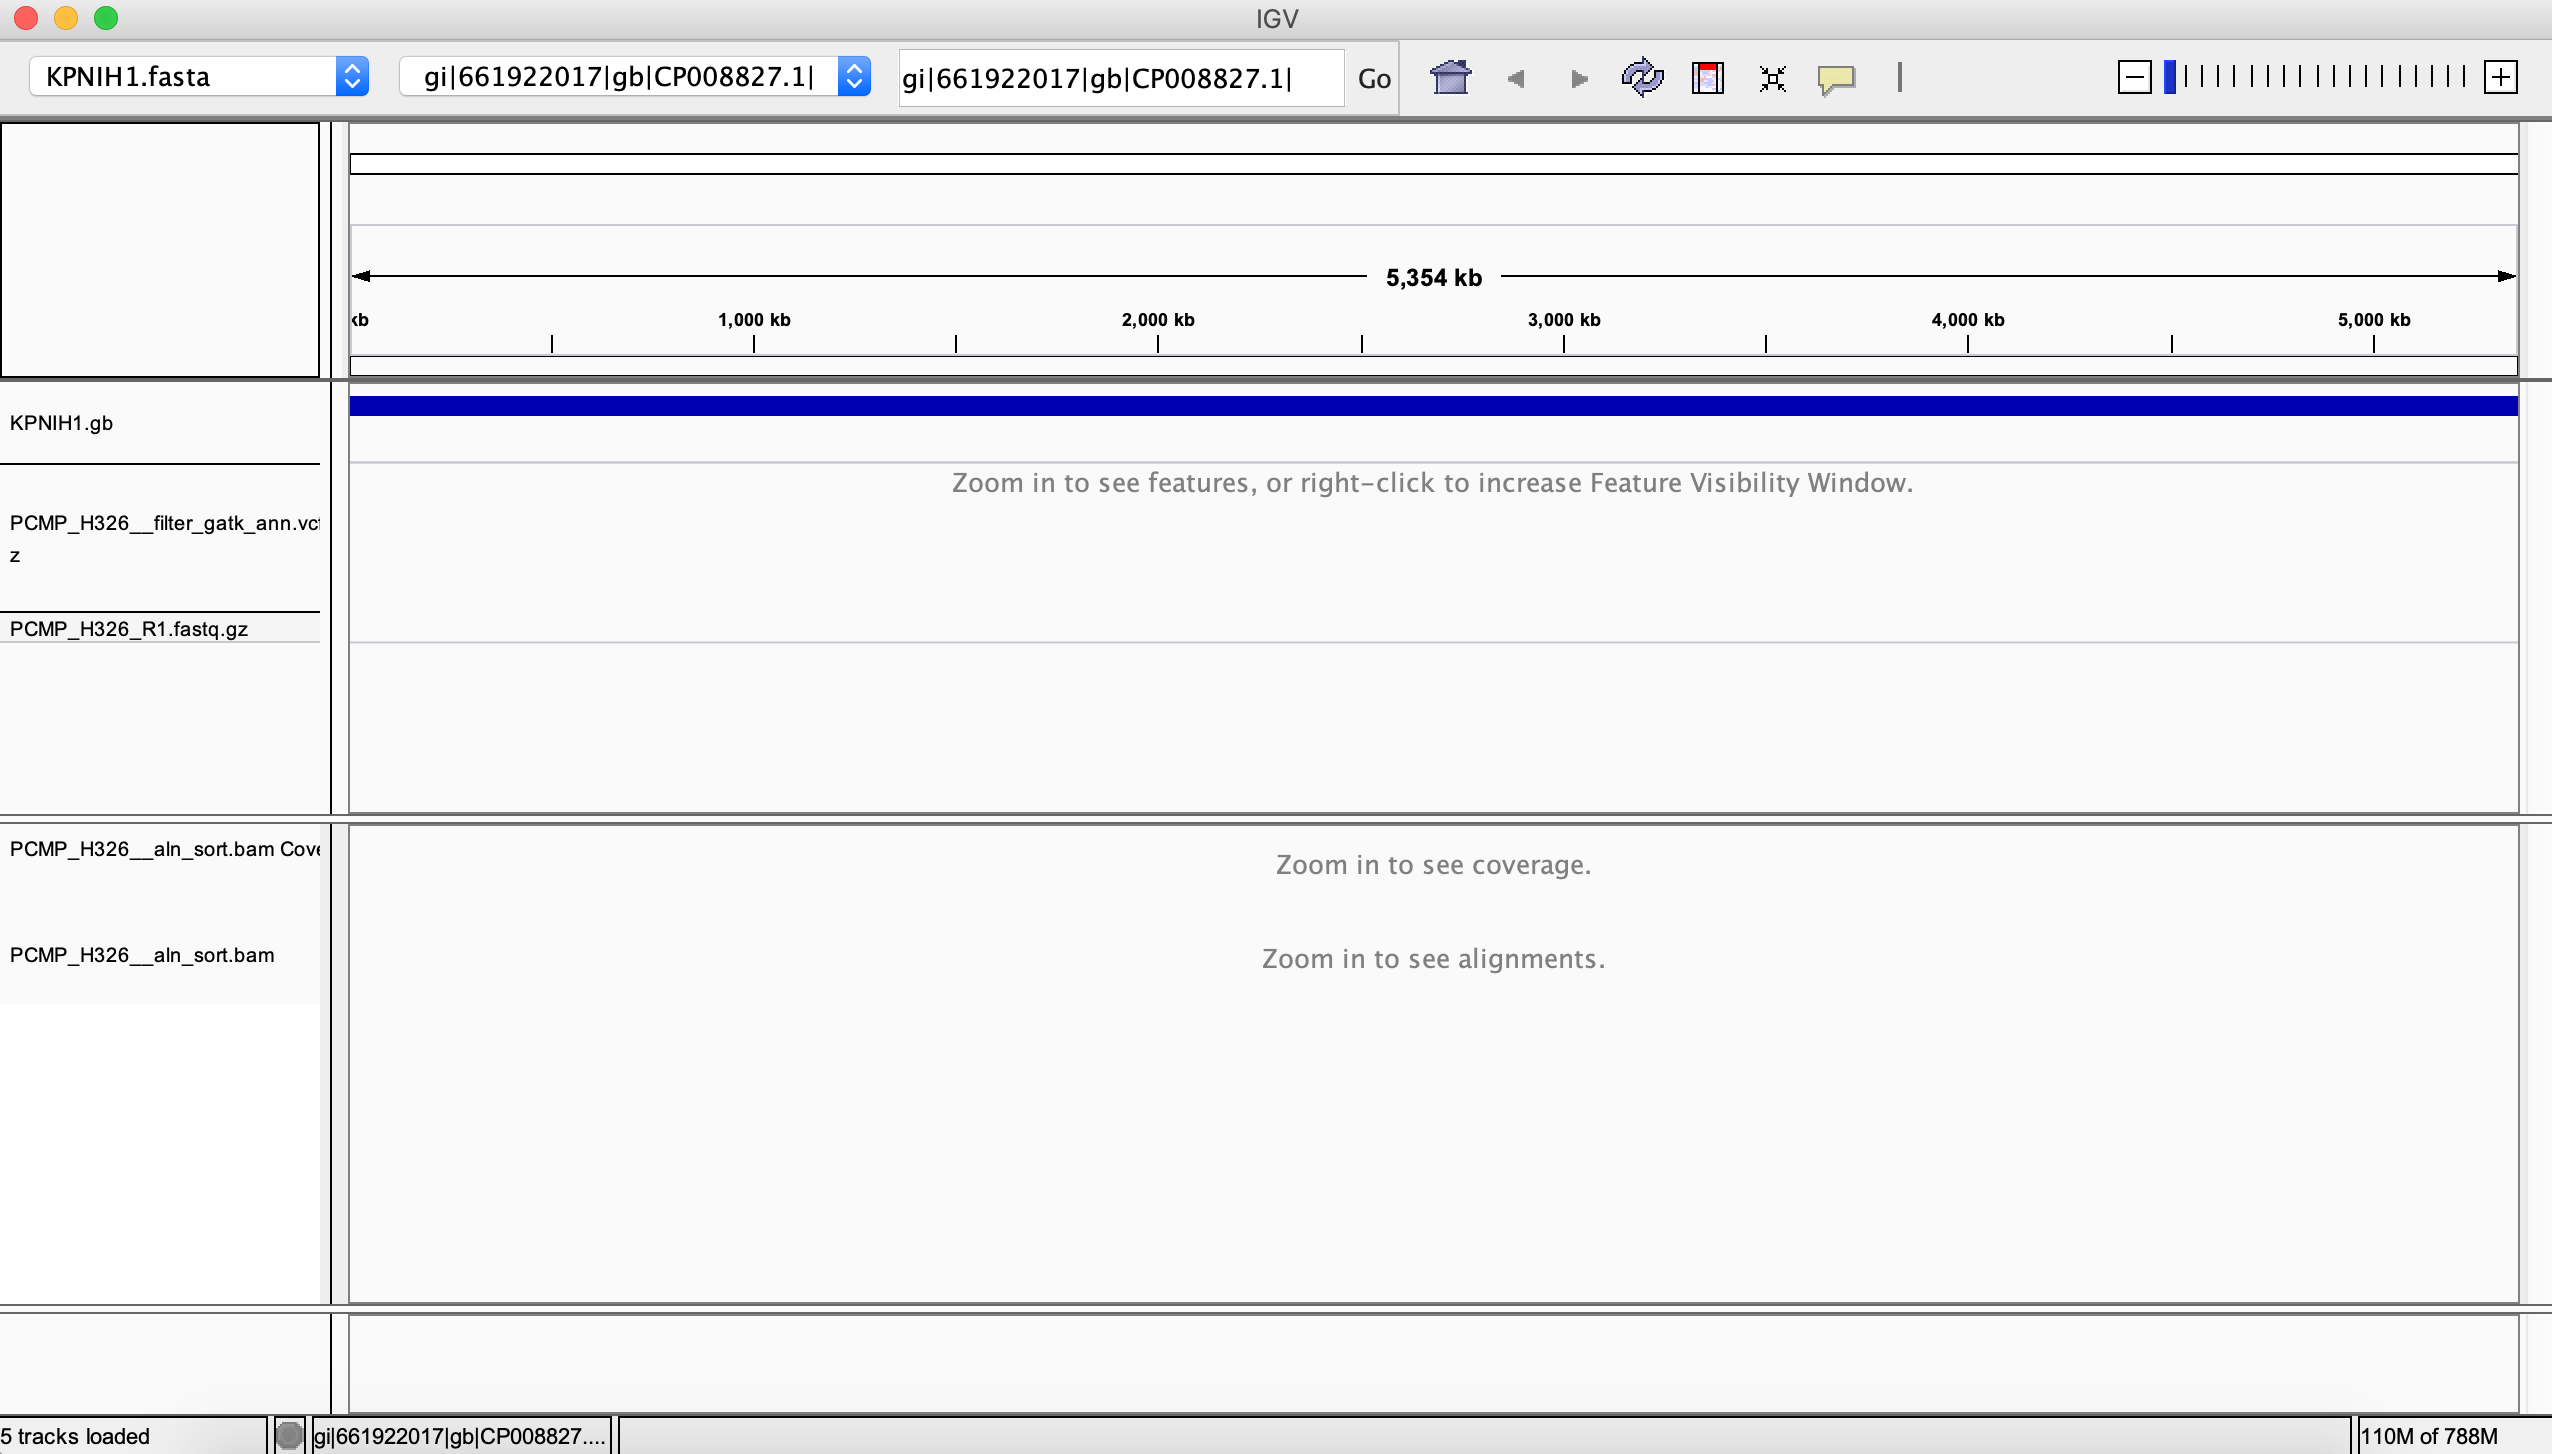 IGV
KPNIH1.fasta
gi|661922017|gb|CP008827.1|
gi|661922017|gb|CP008827.1|
Go
5,354 kb
kb
1,000 kb
2,000 kb
3,000 kb
4,000 kb
5,000 kb
KPNIH1.gb
Zoom in to see features, or right-click to increase Feature Visibility Window.
PCMP_H326__filter_gatk_ann.vcf
z
PCMP_H326_R1.fastq.gz
PCMP_H326__aln_sort.bam Cove
Zoom in to see coverage.
PCMP_H326__aln_sort.bam
Zoom in to see alignments.
5 tracks loaded
gi|661922017|gb|CP008827....
110M of 788M